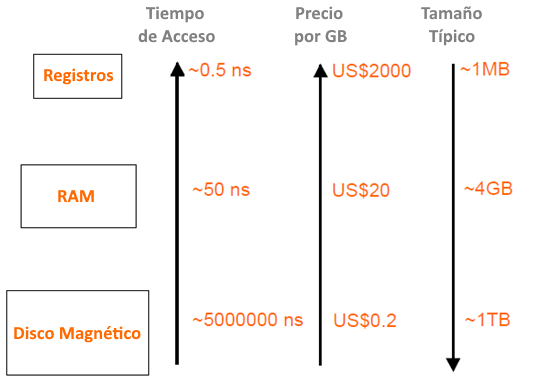 Tiempo
de Acceso
Precio
por GB
Tamaño
Típico
Registros
~0.5 ns
US$2000
~1MB
RAM
~50 ns
US$20
~4GB
Disco Magnético
~5000000 ns
US$0.2
~1TB